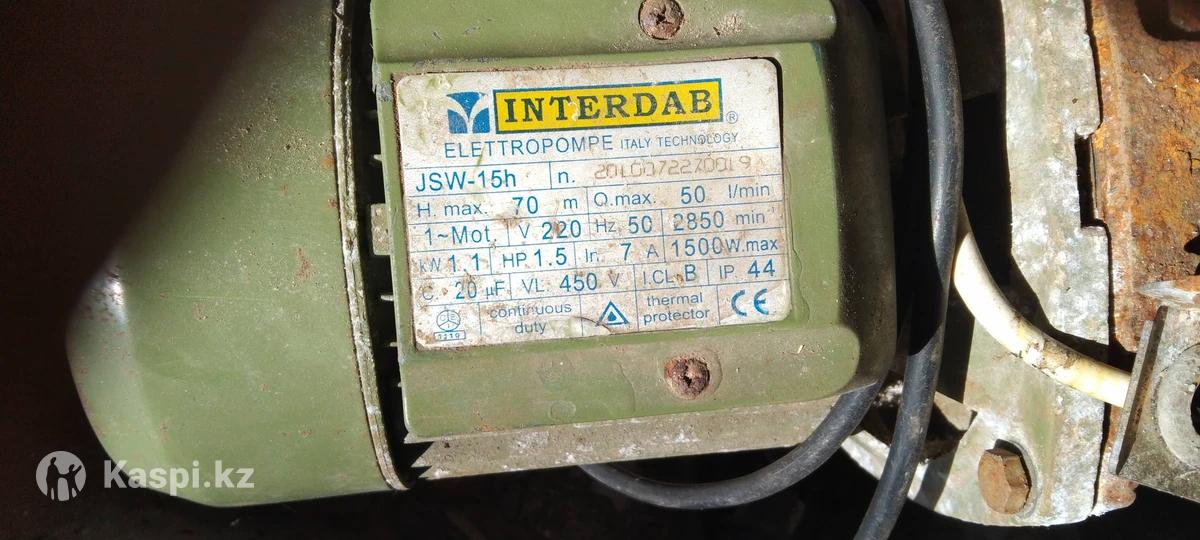 INTERDAB ®
ELETTROPOMPE ITALY TECHNOLOGY
JSW-15h n. 2010072270019
H. max. 70 m Q.max. 50 l/min
1~Mot V 220 Hz 50 2850 min
kW 1.1 HP 1.5 In. 7 A 1500 W.max
C. 20 µF VL. 450 V I.CL. B IP. 44
continuous duty thermal protector CE
Kaspi.kz